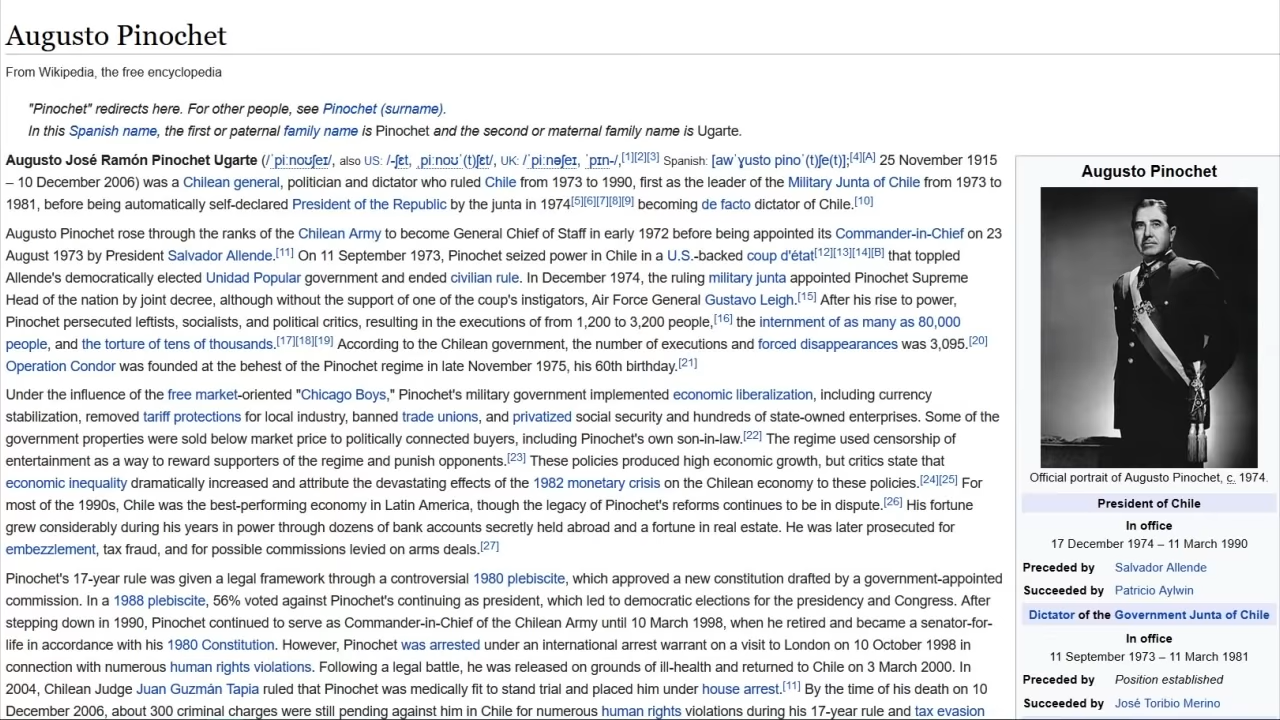 Augusto Pinochet
From Wikipedia, the free encyclopedia
"Pinochet" redirects here. For other people, see Pinochet (surname).
In this Spanish name, the first or paternal family name is Pinochet and the second or maternal family name is Ugarte.
Augusto José Ramón Pinochet Ugarte (/ˈpiːnoʊʃeɪ/, also US: /-ʃɛt, ˌpiːnoʊˈ(t)ʃɛt/, UK: /ˈpiːnəʃeɪ, ˈpɪn-/,[1][2][3] Spanish: [awˈɣusto pinoˈ(t)ʃe(t)];[4][A] 25 November 1915
– 10 December 2006) was a Chilean general, politician and dictator who ruled Chile from 1973 to 1990, first as the leader of the Military Junta of Chile from 1973 to
1981, before being automatically self-declared President of the Republic by the junta in 1974[5][6][7][8][9] becoming de facto dictator of Chile.[10]
Augusto Pinochet rose through the ranks of the Chilean Army to become General Chief of Staff in early 1972 before being appointed its Commander-in-Chief on 23
August 1973 by President Salvador Allende.[11] On 11 September 1973, Pinochet seized power in Chile in a U.S.-backed coup d'état[12][13][14][B] that toppled
Allende's democratically elected Unidad Popular government and ended civilian rule. In December 1974, the ruling military junta appointed Pinochet Supreme
Head of the nation by joint decree, although without the support of one of the coup's instigators, Air Force General Gustavo Leigh.[15] After his rise to power,
Pinochet persecuted leftists, socialists, and political critics, resulting in the executions of from 1,200 to 3,200 people,[16] the internment of as many as 80,000
people, and the torture of tens of thousands.[17][18][19] According to the Chilean government, the number of executions and forced disappearances was 3,095.[20]
Operation Condor was founded at the behest of the Pinochet regime in late November 1975, his 60th birthday.[21]
Under the influence of the free market-oriented "Chicago Boys," Pinochet's military government implemented economic liberalization, including currency
stabilization, removed tariff protections for local industry, banned trade unions, and privatized social security and hundreds of state-owned enterprises. Some of the
government properties were sold below market price to politically connected buyers, including Pinochet's own son-in-law.[22] The regime used censorship of
entertainment as a way to reward supporters of the regime and punish opponents.[23] These policies produced high economic growth, but critics state that
economic inequality dramatically increased and attribute the devastating effects of the 1982 monetary crisis on the Chilean economy to these policies.[24][25] For
most of the 1990s, Chile was the best-performing economy in Latin America, though the legacy of Pinochet's reforms continues to be in dispute.[26] His fortune
grew considerably during his years in power through dozens of bank accounts secretly held abroad and a fortune in real estate. He was later prosecuted for
embezzlement, tax fraud, and for possible commissions levied on arms deals.[27]
Pinochet's 17-year rule was given a legal framework through a controversial 1980 plebiscite, which approved a new constitution drafted by a government-appointed
commission. In a 1988 plebiscite, 56% voted against Pinochet's continuing as president, which led to democratic elections for the presidency and Congress. After
stepping down in 1990, Pinochet continued to serve as Commander-in-Chief of the Chilean Army until 10 March 1998, when he retired and became a senator-for-
life in accordance with his 1980 Constitution. However, Pinochet was arrested under an international arrest warrant on a visit to London on 10 October 1998 in
connection with numerous human rights violations. Following a legal battle, he was released on grounds of ill-health and returned to Chile on 3 March 2000. In
2004, Chilean Judge Juan Guzmán Tapia ruled that Pinochet was medically fit to stand trial and placed him under house arrest.[11] By the time of his death on 10
December 2006, about 300 criminal charges were still pending against him in Chile for numerous human rights violations during his 17-year rule and tax evasion
Augusto Pinochet
Official portrait of Augusto Pinochet, c. 1974.
President of Chile
In office
17 December 1974 – 11 March 1990
Preceded by Salvador Allende
Succeeded by Patricio Aylwin
Dictator of the Government Junta of Chile
In office
11 September 1973 – 11 March 1981
Preceded by Position established
Succeeded by José Toribio Merino